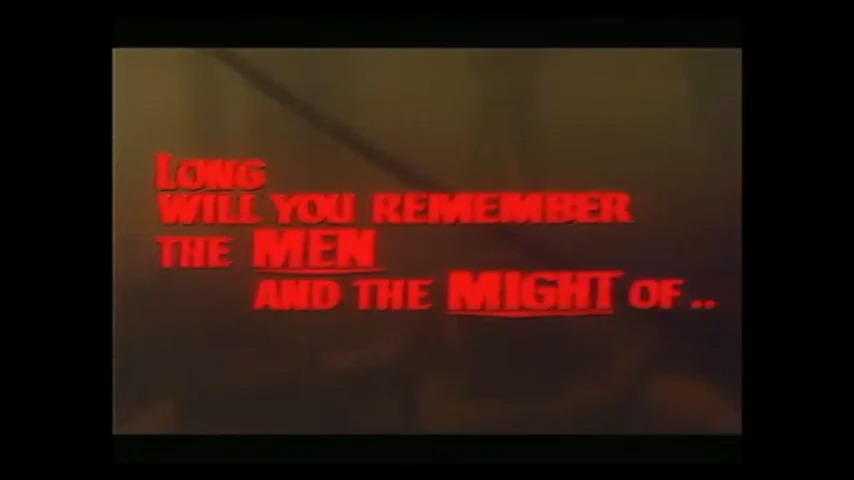 LONG
WILL YOU REMEMBER
THE MEN
AND THE MIGHT OF..